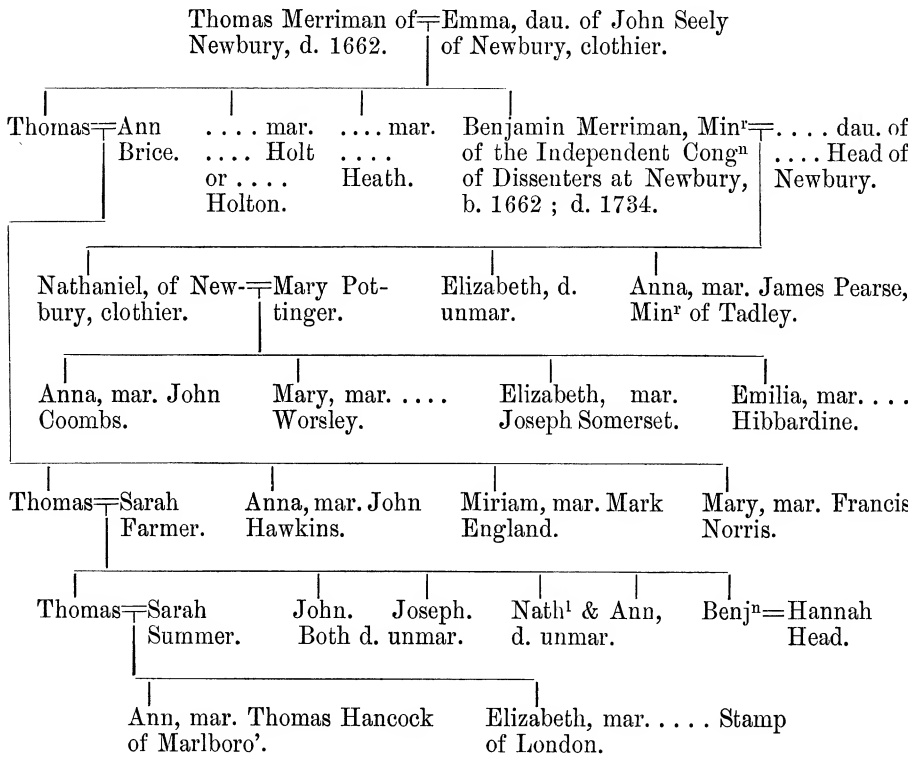 Thomas Merriman of=Emma, dau. of John Seely
Newbury, d. 1662. of Newbury, clothier.
Thomas=Ann
Brice.
.... mar.
.... Holt
or ....
Holton.
.... mar.
....
Heath.
Benjamin Merriman, Minʳ=.... dau. of
of the Independent Congⁿ .... Head of
of Dissenters at Newbury, Newbury.
b. 1662 ; d. 1734.
Nathaniel, of New-=Mary Pot-
bury, clothier. tinger.
Elizabeth, d.
unmar.
Anna, mar. James Pearse,
Minʳ of Tadley.
Anna, mar. John
Coombs.
Mary, mar. ....
Worsley.
Elizabeth, mar.
Joseph Somerset.
Emilia, mar. ....
Hibbardine.
Thomas=Sarah
Farmer.
Anna, mar. John
Hawkins.
Miriam, mar. Mark
England.
Mary, mar. Francis
Norris.
Thomas=Sarah
Summer.
John. Joseph.
Both d. unmar.
Nathˡ & Ann,
d. unmar.
Benjⁿ=Hannah
Head.
Ann, mar. Thomas Hancock
of Marlboro'.
Elizabeth, mar. .... Stamp
of London.